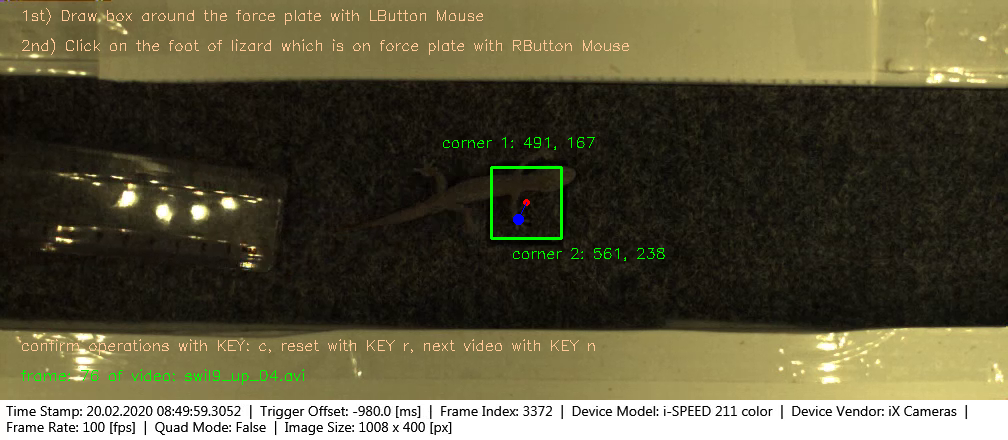 1st) Draw box around the force plate with LButton Mouse
2nd) Click on the foot of lizard which is on force plate with RButton Mouse
corner 1: 491, 167
corner 2: 561, 238
confirm operations with KEY: c, reset with KEY r, next video with KEY n
frame: 76 of video: swil9_up_04.avi
Time Stamp: 20.02.2020 08:49:59.3052 | Trigger Offset: -980.0 [ms] | Frame Index: 3372 | Device Model: i-SPEED 211 color | Device Vendor: iX Cameras |
Frame Rate: 100 [fps] | Quad Mode: False | Image Size: 1008 x 400 [px]